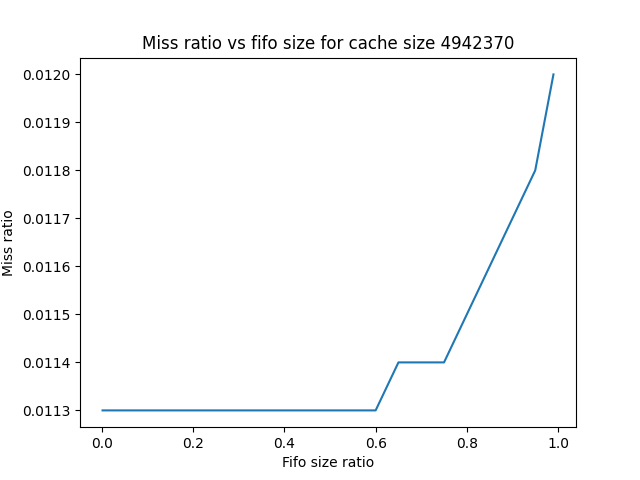 Miss ratio vs fifo size for cache size 4942370
0.0120
0.0119
0.0118
0.0117
0.0116
0.0115
0.0114
0.0113
Miss ratio
0.0 0.2 0.4 0.6 0.8 1.0
Fifo size ratio